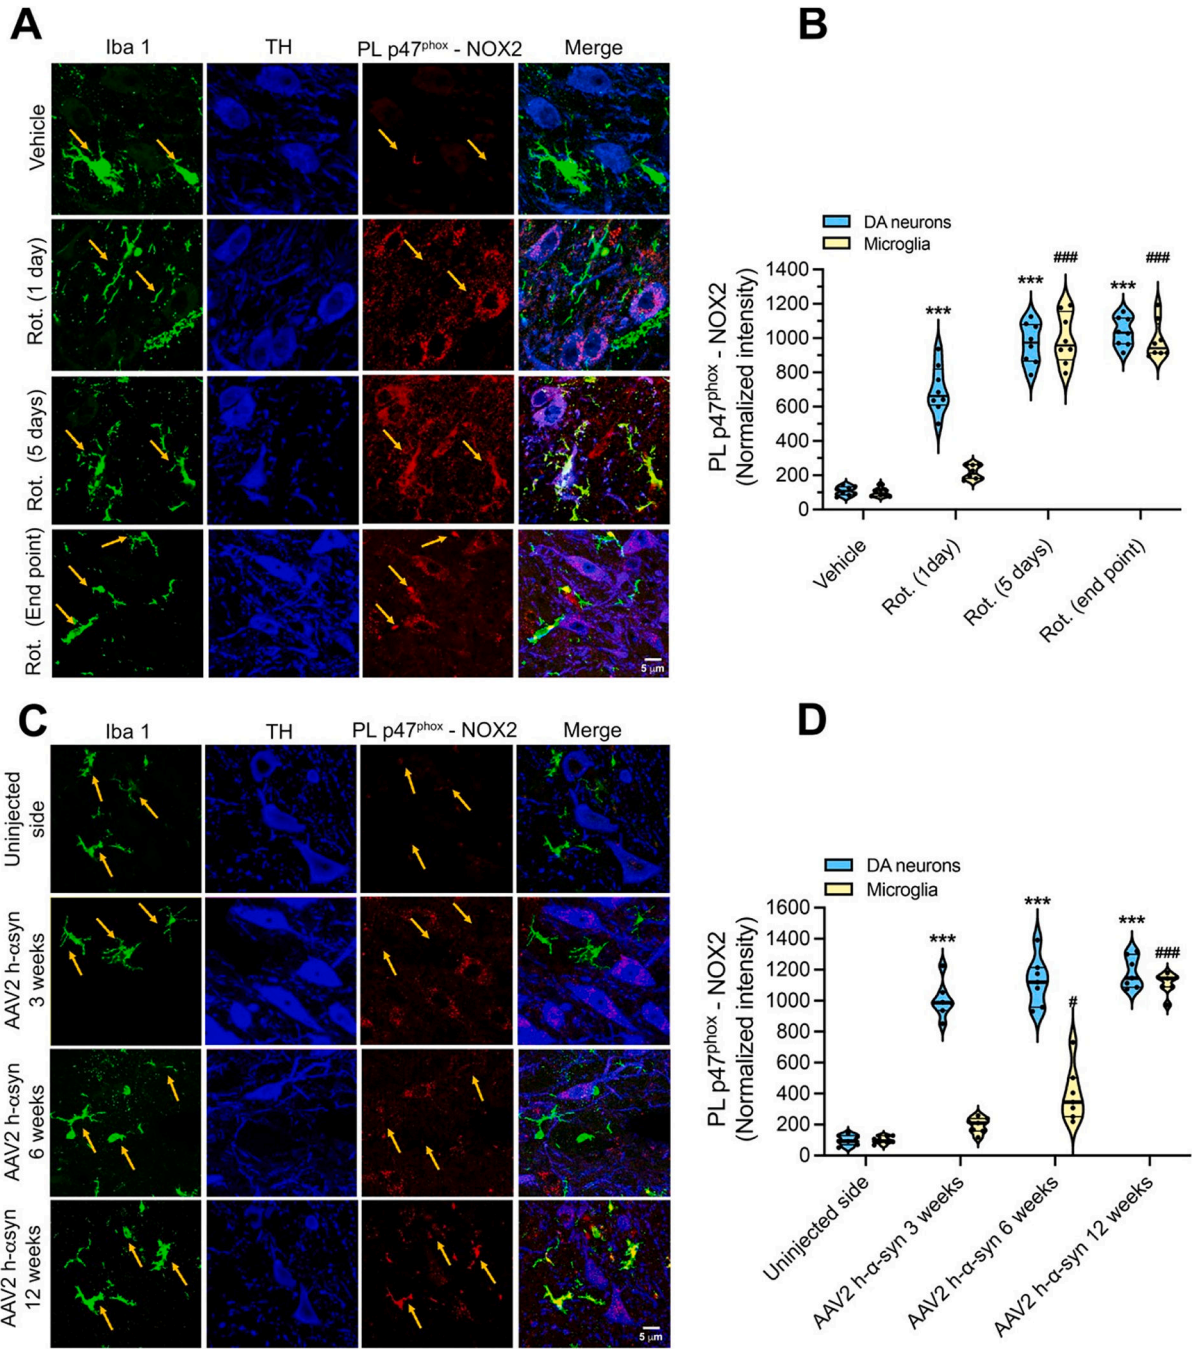 A
Iba 1 TH PL p47phox - NOX2 Merge
Vehicle
Rot. (1 day)
Rot. (5 days)
Rot. (End point)
5 µm
B
DA neurons
Microglia
PL p47phox - NOX2
(Normalized intensity)
1400
1200
1000
800
600
400
200
0
***
***
###
***
###
Vehicle
Rot. (1day)
Rot. (5 days)
Rot. (end point)
C
Iba 1 TH PL p47phox - NOX2 Merge
Uninjected
side
AAV2 h-αsyn
3 weeks
AAV2 h-αsyn
6 weeks
AAV2 h-αsyn
12 weeks
5 µm
D
DA neurons
Microglia
PL p47phox - NOX2
(Normalized intensity)
1600
1400
1200
1000
800
600
400
200
0
***
***
#
***
###
Uninjected side
AAV2 h-α-syn 3 weeks
AAV2 h-α-syn 6 weeks
AAV2 h-α-syn 12 weeks